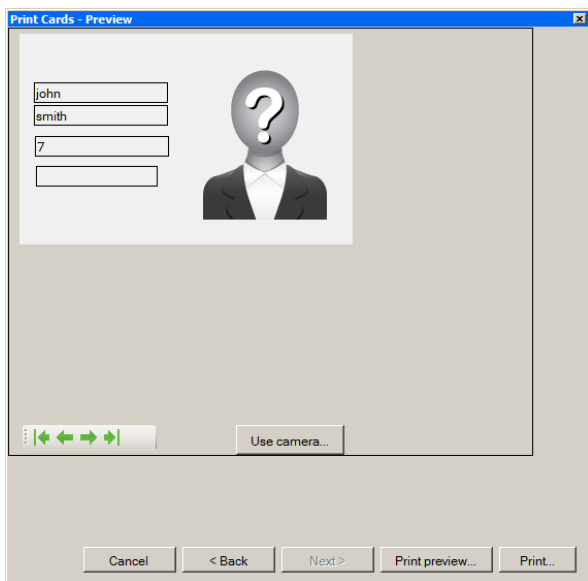 Print Cards - Preview
john
smith
7
?
Use camera...
Cancel
< Back
Next >
Print preview...
Print...